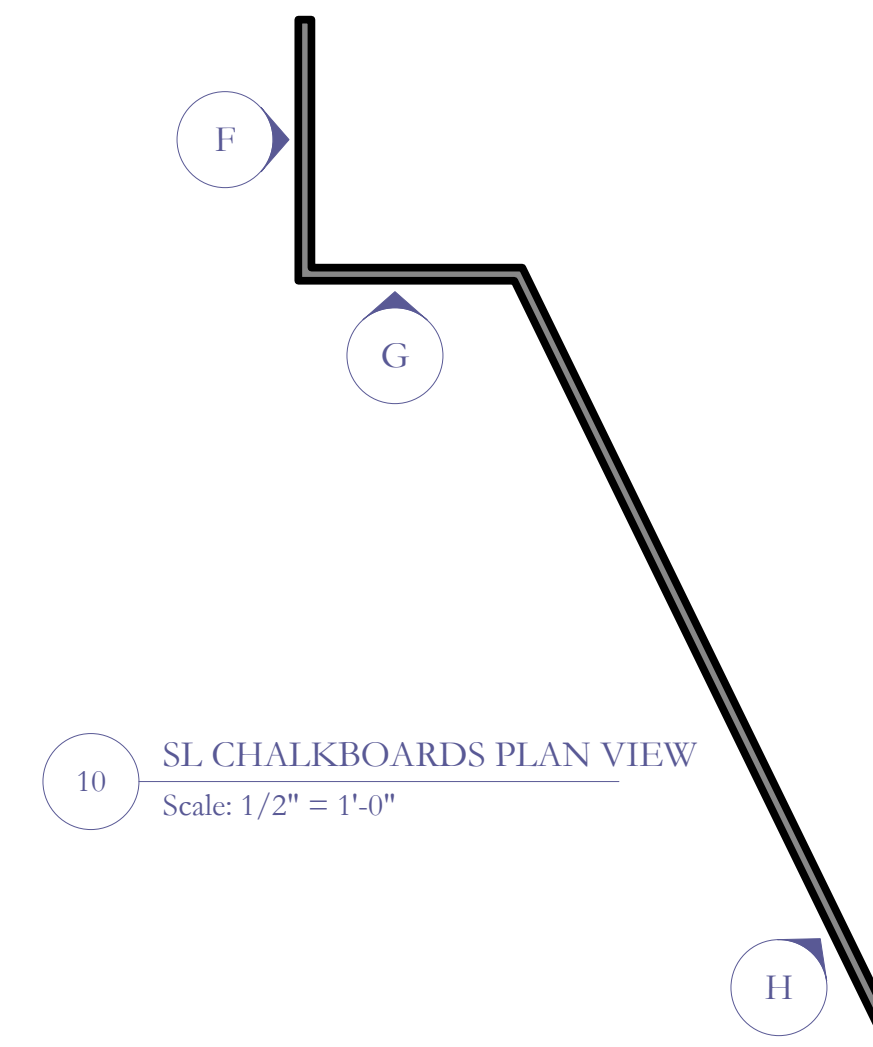 F
G
10
SL CHALKBOARDS PLAN VIEW
Scale: 1/2" = 1'-0"
H